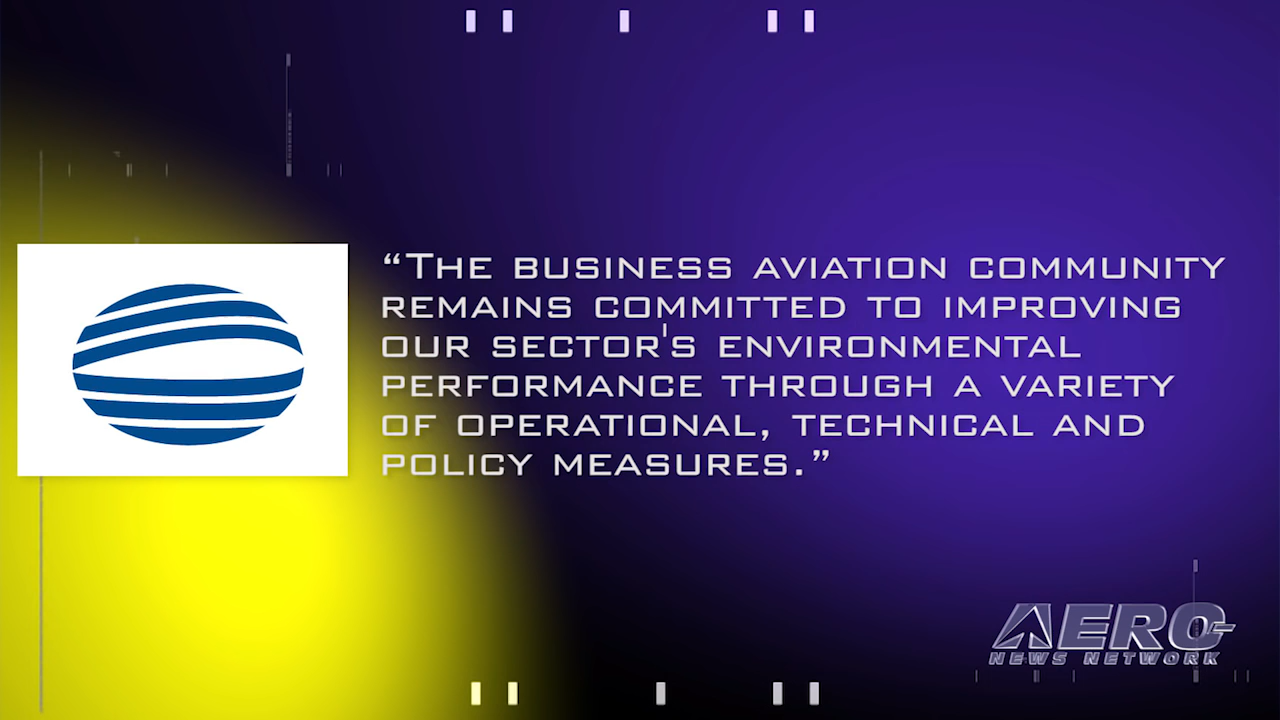 “The business aviation community
remains committed to improving
our sector's environmental
performance through a variety
of operational, technical and
policy measures.”
AERO
NEWS NETWORK